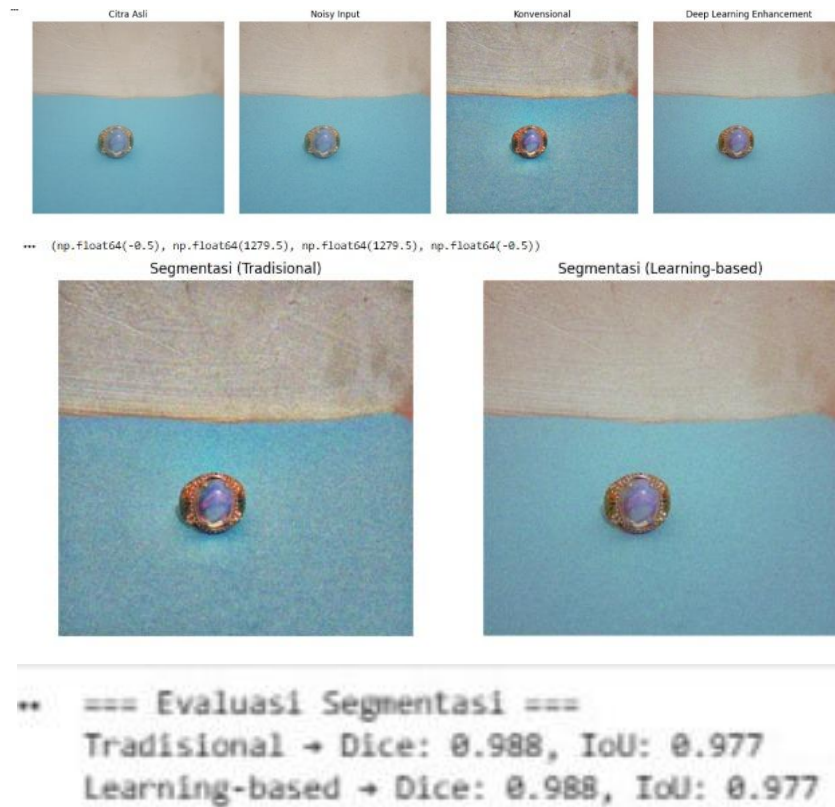 ...
Citra Asli
Noisy Input
Konvensional
Deep Learning Enhancement
... (np.float64(-0.5), np.float64(1279.5), np.float64(1279.5), np.float64(-0.5))
Segmentasi (Tradisional)
Segmentasi (Learning-based)
=== Evaluasi Segmentasi ===
Tradisional → Dice: 0.988, IoU: 0.977
Learning-based → Dice: 0.988, IoU: 0.977